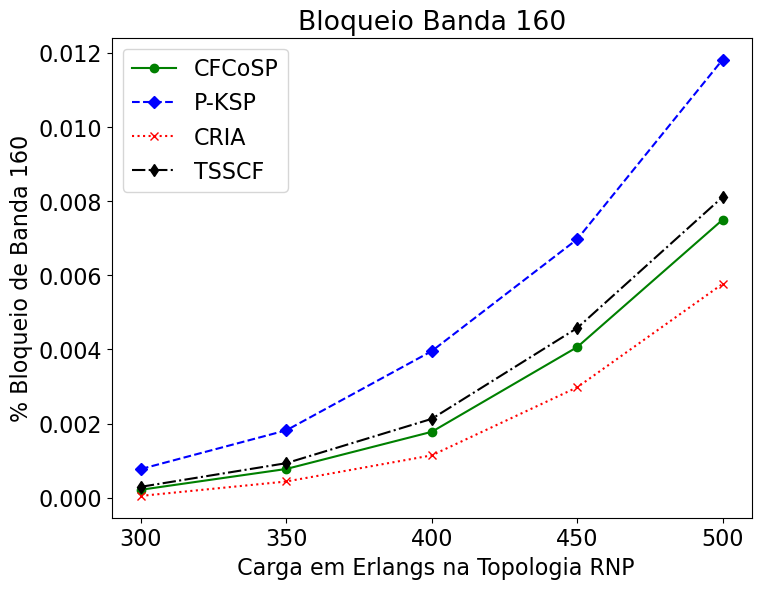 Bloqueio Banda 160
% Bloqueio de Banda 160
0.012
0.010
0.008
0.006
0.004
0.002
0.000
CFCoSP
P-KSP
CRIA
TSSCF
300 350 400 450 500
Carga em Erlangs na Topologia RNP